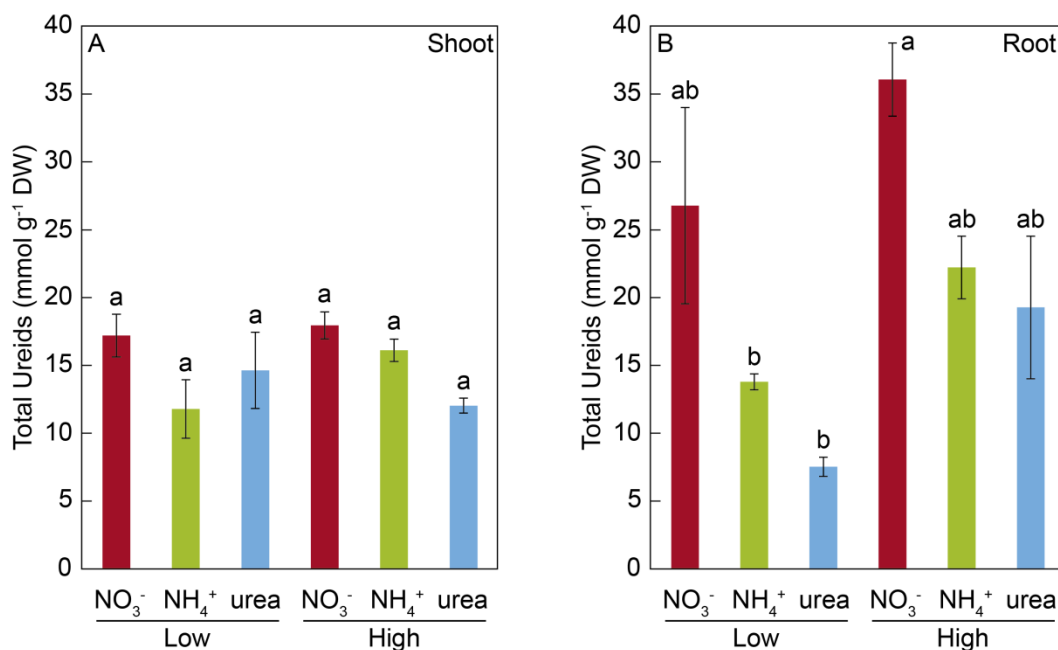 A Shoot
Total Ureids (mmol g⁻¹ DW)
40
35
30
25
20
15
10
5
0
a a a a a a
NO₃⁻ NH₄⁺ urea NO₃⁻ NH₄⁺ urea
Low High
B Root
Total Ureids (mmol g⁻¹ DW)
40
35
30
25
20
15
10
5
0
ab b b a ab ab
NO₃⁻ NH₄⁺ urea NO₃⁻ NH₄⁺ urea
Low High